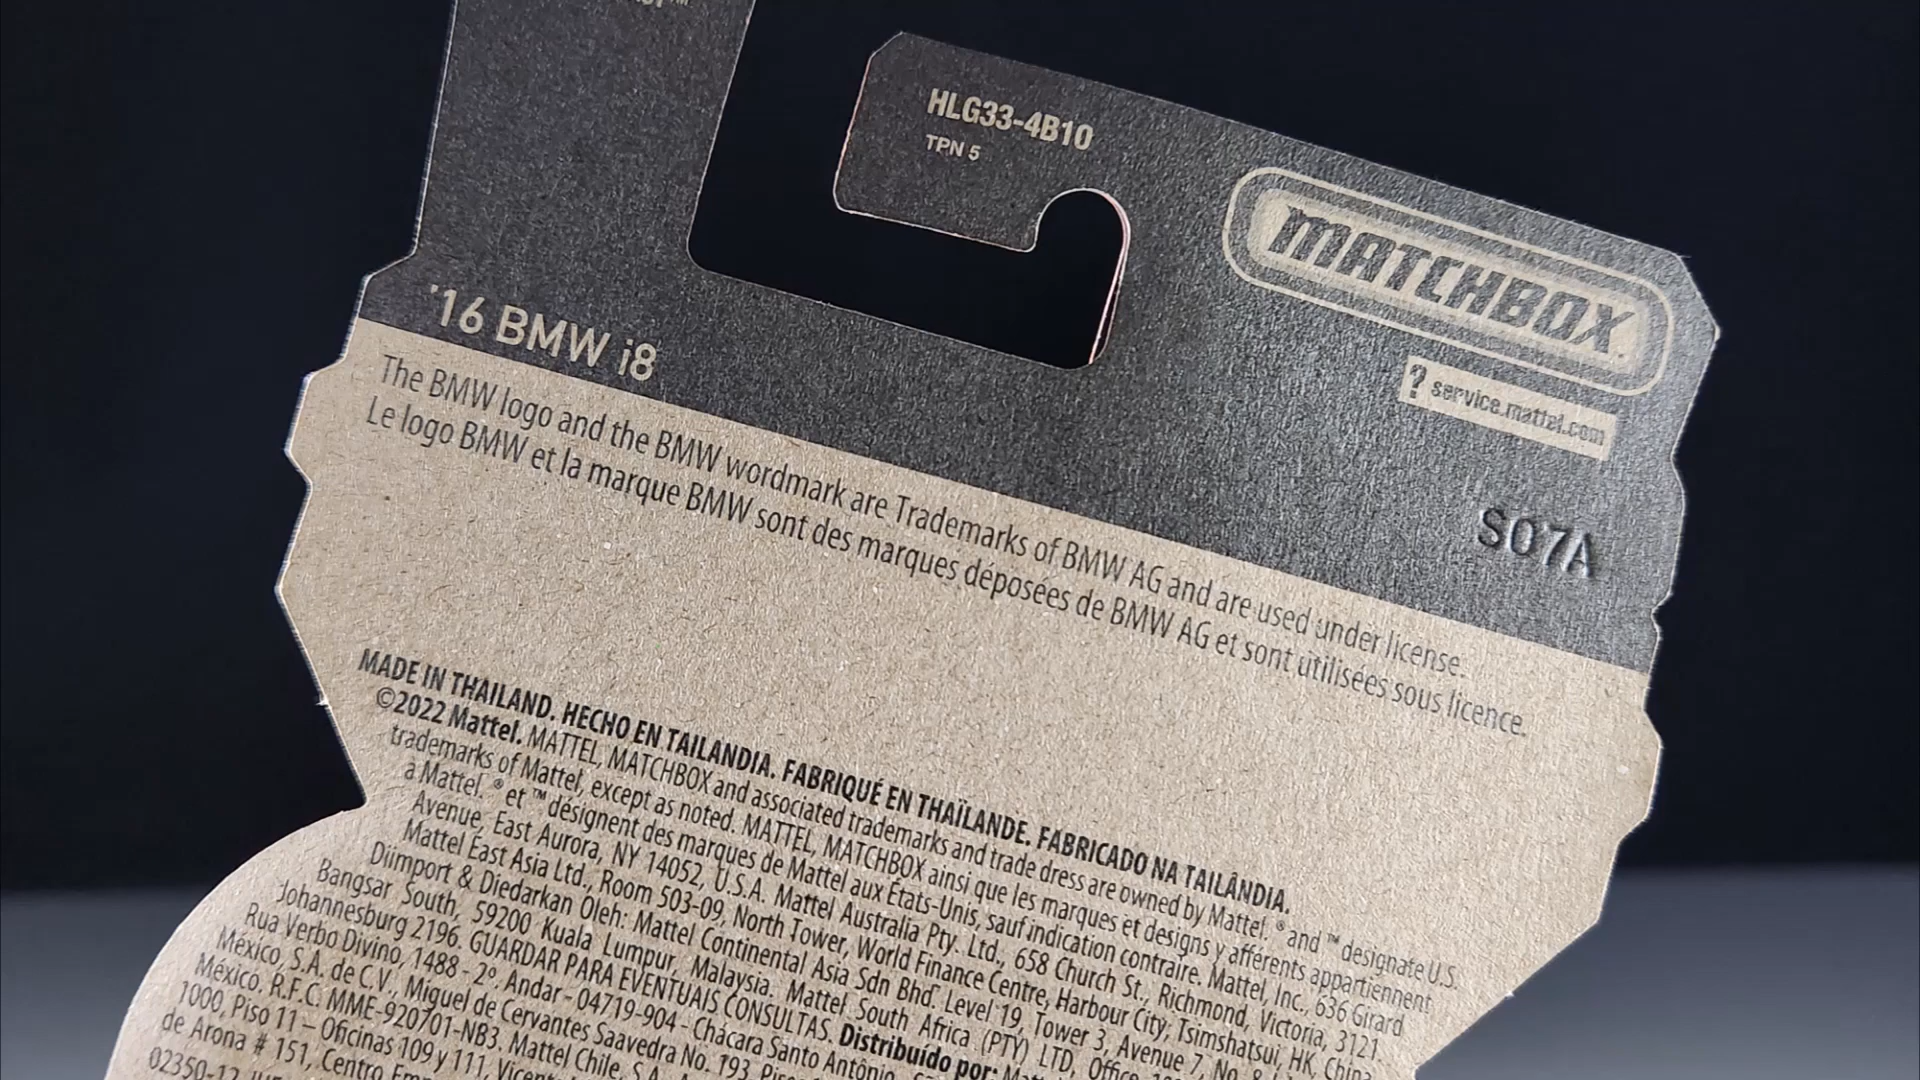 HLG33-4B10
TPN 5
MATCHBOX
? service.mattel.com
'16 BMW i8
S07A
The BMW logo and the BMW wordmark are Trademarks of BMW AG and are used under license.
Le logo BMW et la marque BMW sont des marques déposées de BMW AG et sont utilisées sous licence.
MADE IN THAILAND. HECHO EN TAILANDIA. FABRIQUÉ EN THAÏLANDE. FABRICADO NA TAILÂNDIA.
©2022 Mattel. MATTEL, MATCHBOX and associated trademarks and trade dress are owned by Mattel. ® and ™ designate U.S.
trademarks of Mattel, except as noted. MATTEL, MATCHBOX ainsi que les marques et designs y afférents appartiennent
à Mattel. ® et ™ désignent des marques de Mattel aux États-Unis, sauf indication contraire. Mattel, Inc., 636 Girard
Avenue, East Aurora, NY 14052, U.S.A. Mattel Australia Pty. Ltd., 658 Church St., Richmond, Victoria, 3121.
Mattel East Asia Ltd., Room 503-09, North Tower, World Finance Centre, Harbour City, Tsimshatsui, HK, China.
Diimport & Diedarkan Oleh: Mattel Continental Asia Sdn Bhd. Level 19, Tower 3, Avenue 7, No. 8,
Bangsar South, 59200 Kuala Lumpur, Malaysia. Mattel South Africa (PTY) LTD, Office
Johannesburg 2196. GUARDAR PARA EVENTUAIS CONSULTAS. Distribuído por:
Rua Verbo Divino, 1488 - 2º. Andar - 04719-904 - Chácara Santo Antônio
México, S.A. de C.V., Miguel de Cervantes Saavedra No. 193, Piso
México. R.F.C. MME-920701-NB3. Mattel Chile, S.A.
1000, Piso 11 – Oficinas 109 y 111, Vicente
de Arona # 151, Centro
02350-12